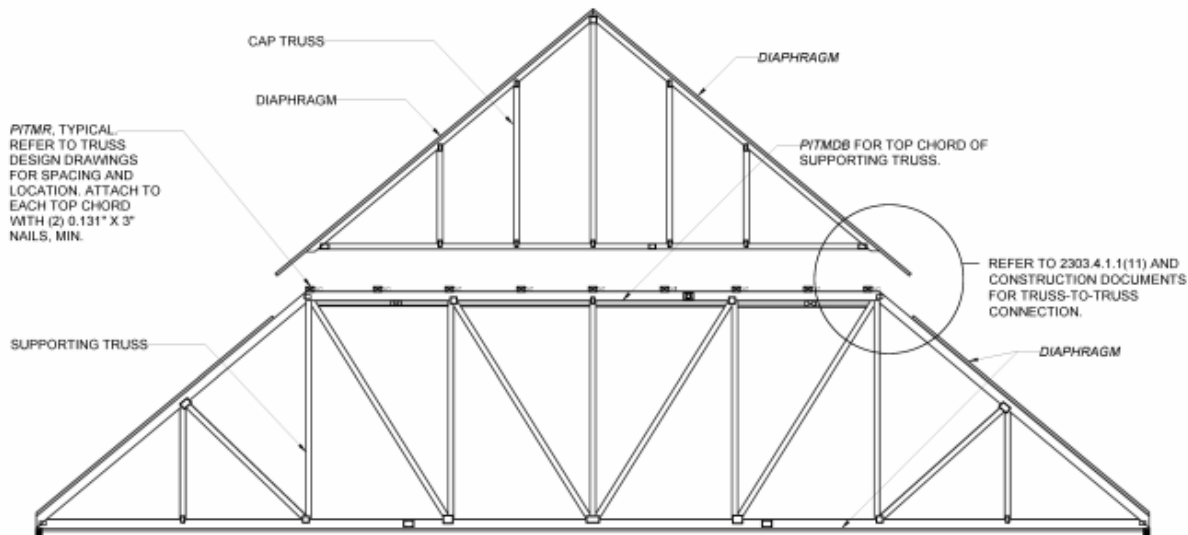 CAP TRUSS
DIAPHRAGM
DIAPHRAGM
PITMR, TYPICAL.
REFER TO TRUSS
DESIGN DRAWINGS
FOR SPACING AND
LOCATION. ATTACH TO
EACH TOP CHORD
WITH (2) 0.131" X 3"
NAILS, MIN.
PITMDB FOR TOP CHORD OF
SUPPORTING TRUSS.
REFER TO 2303.4.1.1(11) AND
CONSTRUCTION DOCUMENTS
FOR TRUSS-TO-TRUSS
CONNECTION.
SUPPORTING TRUSS
DIAPHRAGM